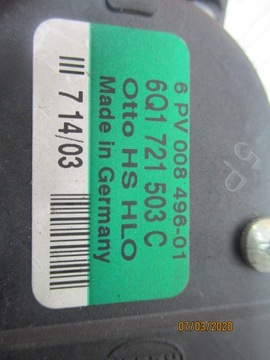 6 PV 008 496-01
6Q1 721 503 C
Otto HS HLO
Made in Germany
III 7 14/03
5P
07/03/2020